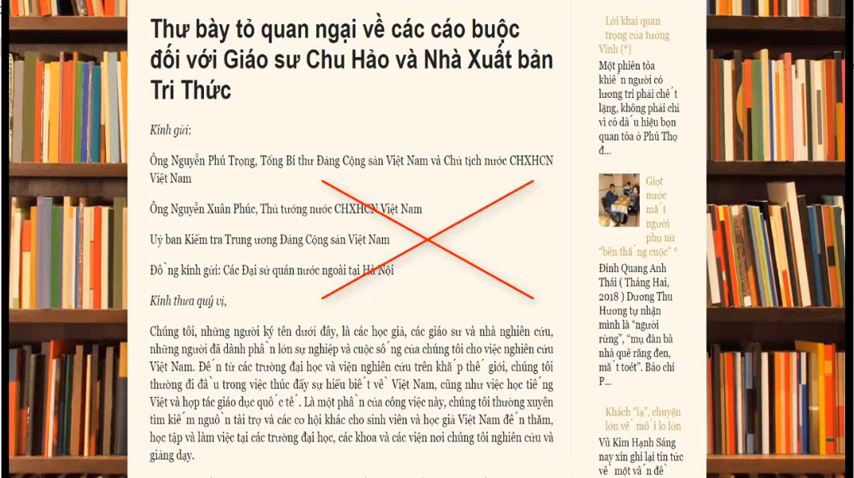 Thư bày tỏ quan ngại về các cáo buộc
đối với Giáo sư Chu Hảo và Nhà Xuất bản
Tri Thức
Kính gửi:
Ông Nguyễn Phú Trọng, Tổng Bí thư Đảng Cộng sản Việt Nam và Chủ tịch nước CHXHCN
Việt Nam
Ông Nguyễn Xuân Phúc, Thủ tướng nước CHXHCN Việt Nam
Uỷ ban Kiểm tra Trung ương Đảng Cộng sản Việt Nam
Đồng kính gửi: Các Đại sứ quán nước ngoài tại Hà Nội
Kính thưa quý vị,
Chúng tôi, những người ký tên dưới đây, là các học giả, các giáo sư và nhà nghiên cứu,
những người đã dành phần lớn sự nghiệp và cuộc sống của chúng tôi cho việc nghiên cứu
Việt Nam. Đến từ các trường đại học và viện nghiên cứu trên khắp thế giới, chúng tôi
thường đi đầu trong việc thúc đẩy sự hiểu biết về Việt Nam, cũng như việc học tiếng
Việt và hợp tác giáo dục quốc tế. Là một phần của công việc này, chúng tôi thường xuyên
tìm kiếm nguồn tài trợ và các cơ hội khác cho sinh viên và học giả Việt Nam đến thăm,
học tập và làm việc tại các trường đại học, các khoa và các viện nơi chúng tôi nghiên cứu và
giảng dạy.
Lời khai quan
trọng của tướng
Vĩnh (*)
Một phiên tòa
khiến người có
lương tri phải chết
lặng, không phải chỉ
vì có dấu hiệu bọn
quan tòa ở Phú Thọ
đ...
Giọt
nước
mắt
người
phụ nữ
“bên thắng cuộc” *
Đinh Quang Anh
Thái ( Tháng Hai,
2018 ) Dương Thu
Hương tự nhận
mình là “người
rừng”, “mụ đàn bà
nhà quê răng đen,
mắt toét”. Báo chí
P...
Khách “lạ”, chuyện
lớn về mối lo lớn
Vũ Kim Hạnh Sáng
nay xin ghi lại tin tức
về một vấn đề